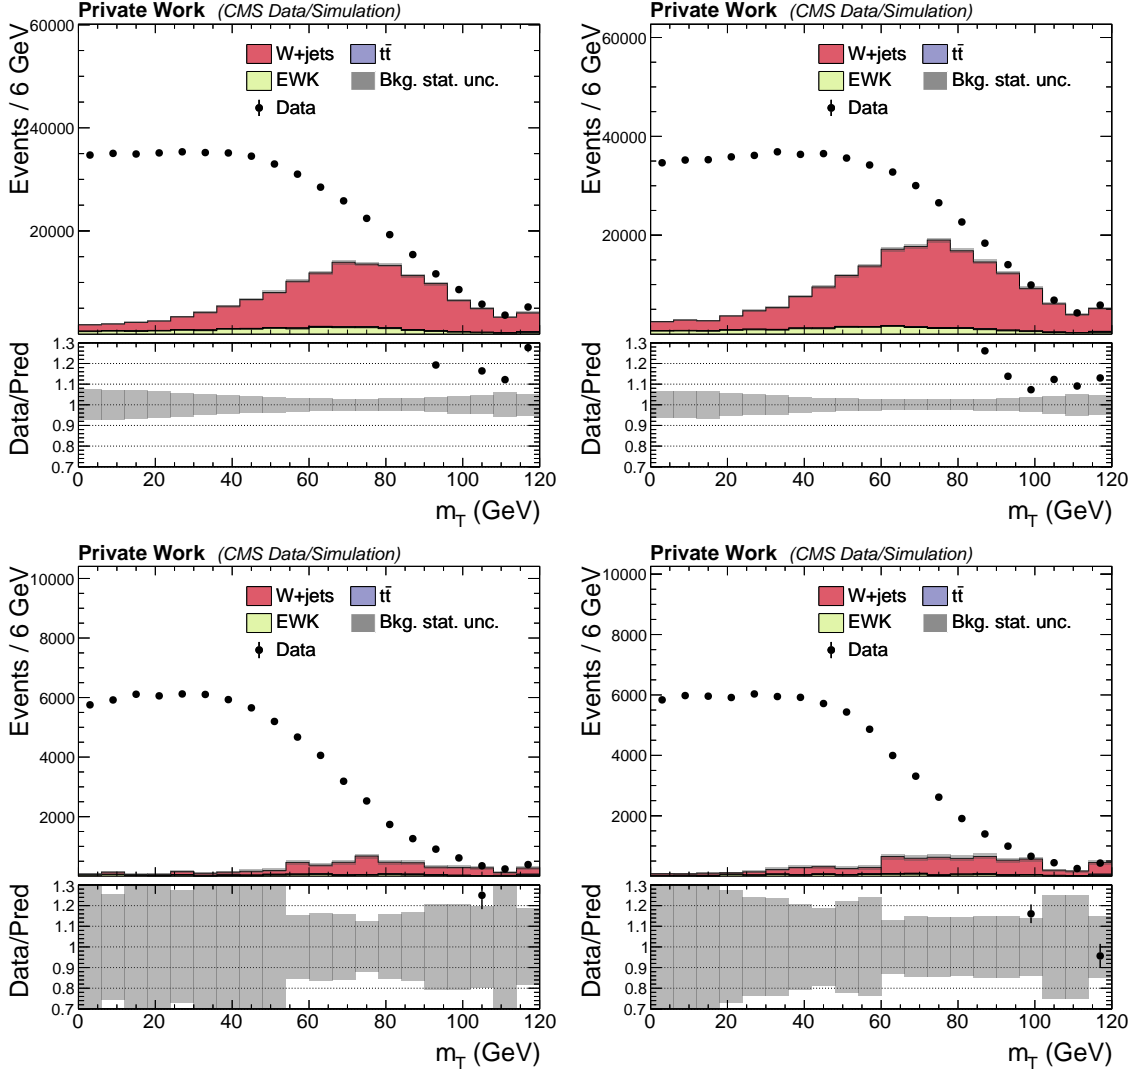 Private Work (CMS Data/Simulation)
Events / 6 GeV
60000
40000
20000
W+jets
tt̄
EWK
Bkg. stat. unc.
Data
Data/Pred
1.3
1.2
1.1
1
0.9
0.8
0.7
0 20 40 60 80 100 120
m_T (GeV)
Private Work (CMS Data/Simulation)
Events / 6 GeV
60000
40000
20000
W+jets
tt̄
EWK
Bkg. stat. unc.
Data
Data/Pred
1.3
1.2
1.1
1
0.9
0.8
0.7
0 20 40 60 80 100 120
m_T (GeV)
Private Work (CMS Data/Simulation)
Events / 6 GeV
10000
8000
6000
4000
2000
W+jets
tt̄
EWK
Bkg. stat. unc.
Data
Data/Pred
1.3
1.2
1.1
1
0.9
0.8
0.7
0 20 40 60 80 100 120
m_T (GeV)
Private Work (CMS Data/Simulation)
Events / 6 GeV
10000
8000
6000
4000
2000
W+jets
tt̄
EWK
Bkg. stat. unc.
Data
Data/Pred
1.3
1.2
1.1
1
0.9
0.8
0.7
0 20 40 60 80 100 120
m_T (GeV)